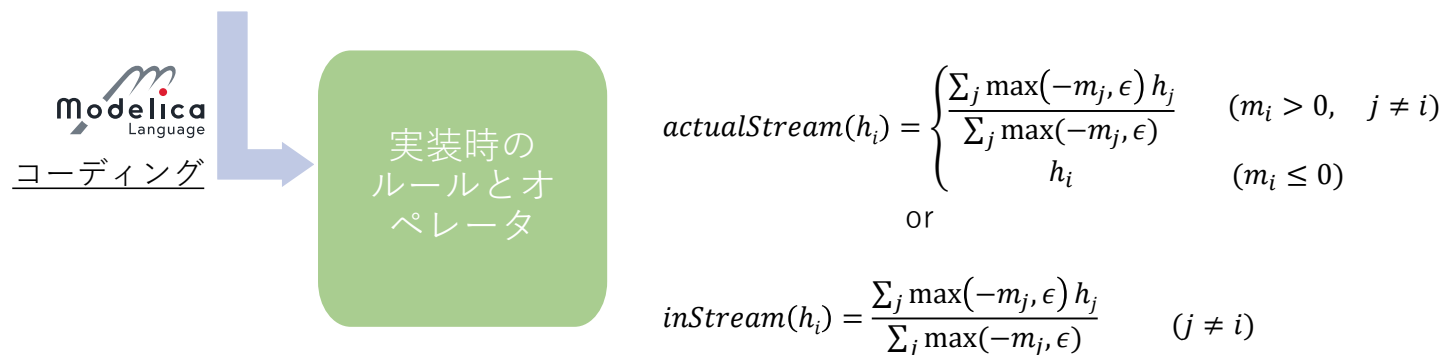 Modelica
Language
コーディング
実装時の
ルールとオ
ペレータ
actualStream(h_i) = { ∑_j max(−m_j, ϵ) h_j / ∑_j max(−m_j, ϵ) (m_i > 0, j ≠ i)
h_i (m_i ≤ 0)
or
inStream(h_i) = ∑_j max(−m_j, ϵ) h_j / ∑_j max(−m_j, ϵ) (j ≠ i)